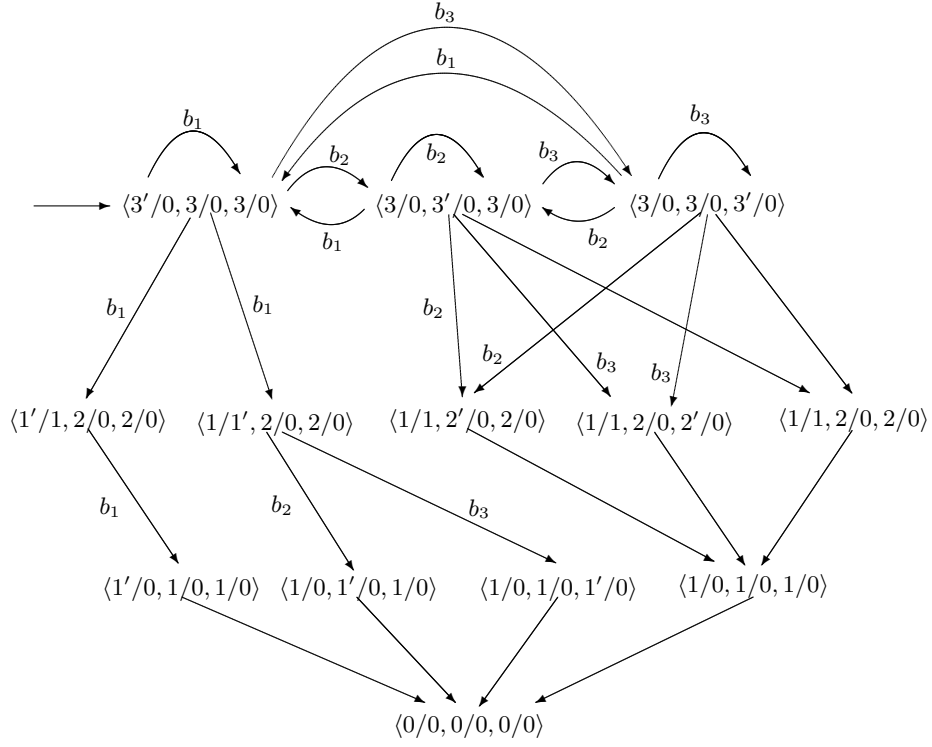 b₃
b₁
b₁ b₂ b₂ b₃ b₃
⟨3′/0, 3/0, 3/0⟩ ⟨3/0, 3′/0, 3/0⟩ ⟨3/0, 3/0, 3′/0⟩
b₁ b₂
b₁ b₁ b₂ b₂ b₃ b₃
⟨1′/1, 2/0, 2/0⟩ ⟨1/1′, 2/0, 2/0⟩ ⟨1/1, 2′/0, 2/0⟩ ⟨1/1, 2/0, 2′/0⟩ ⟨1/1, 2/0, 2/0⟩
b₁ b₂ b₃
⟨1′/0, 1/0, 1/0⟩ ⟨1/0, 1′/0, 1/0⟩ ⟨1/0, 1/0, 1′/0⟩ ⟨1/0, 1/0, 1/0⟩
⟨0/0, 0/0, 0/0⟩